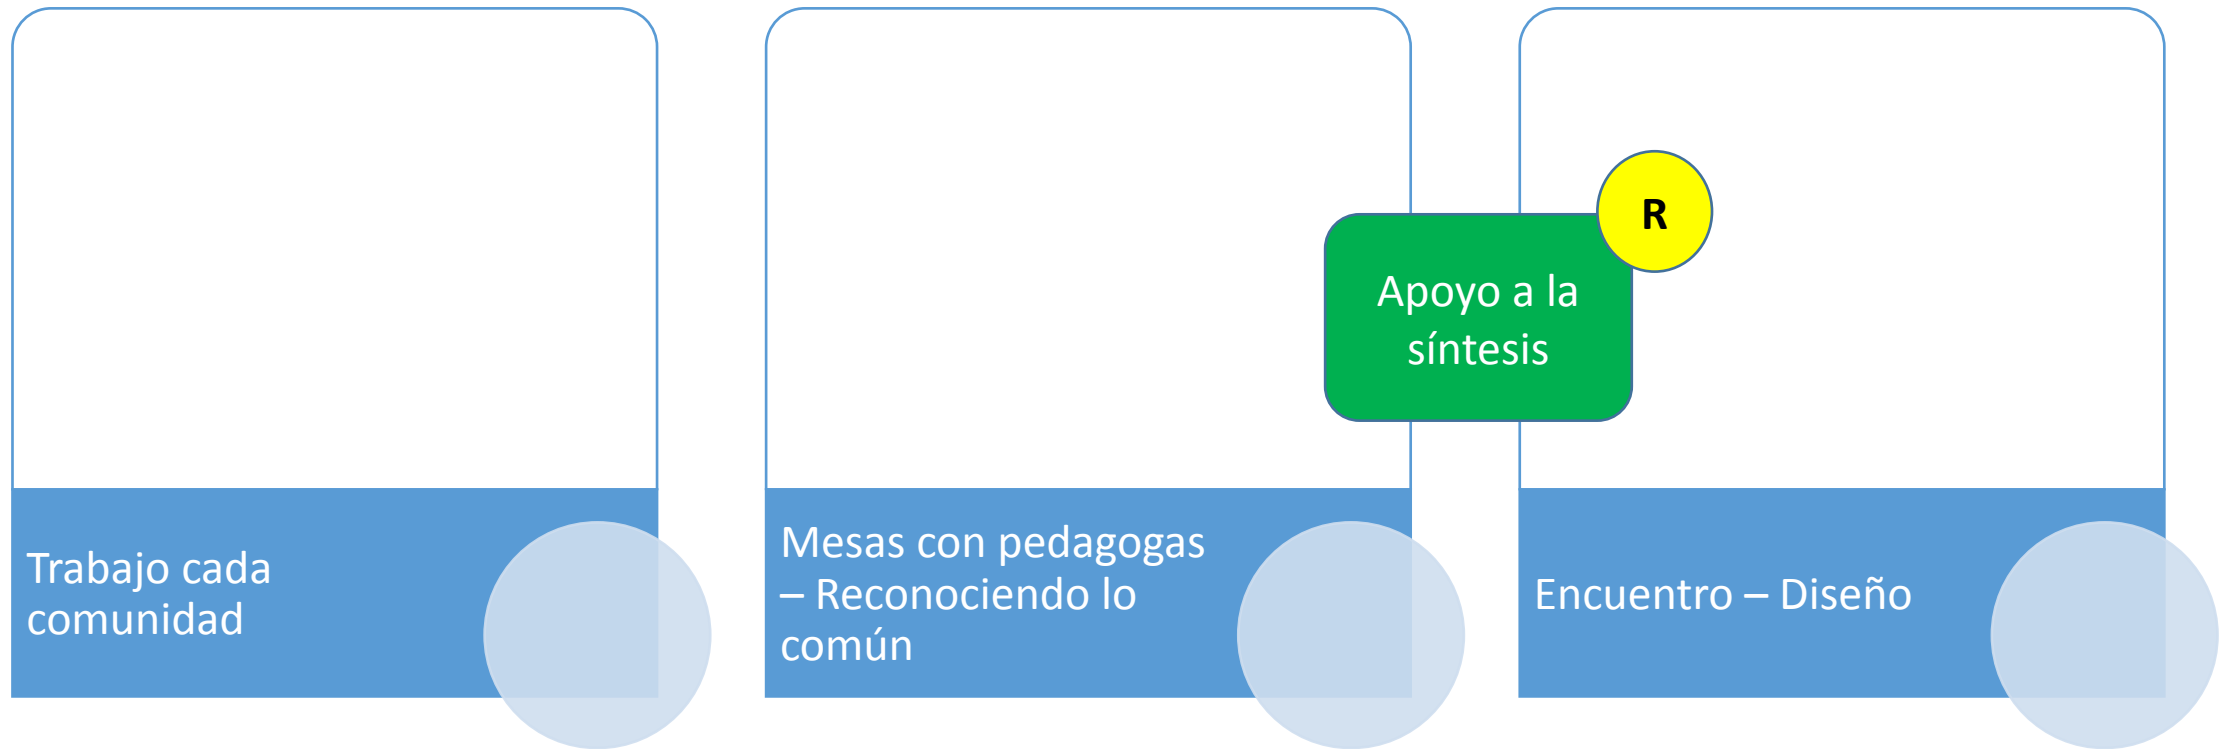 R
Apoyo a la
síntesis
Trabajo cada
comunidad
Mesas con pedagogas
– Reconociendo lo
común
Encuentro – Diseño